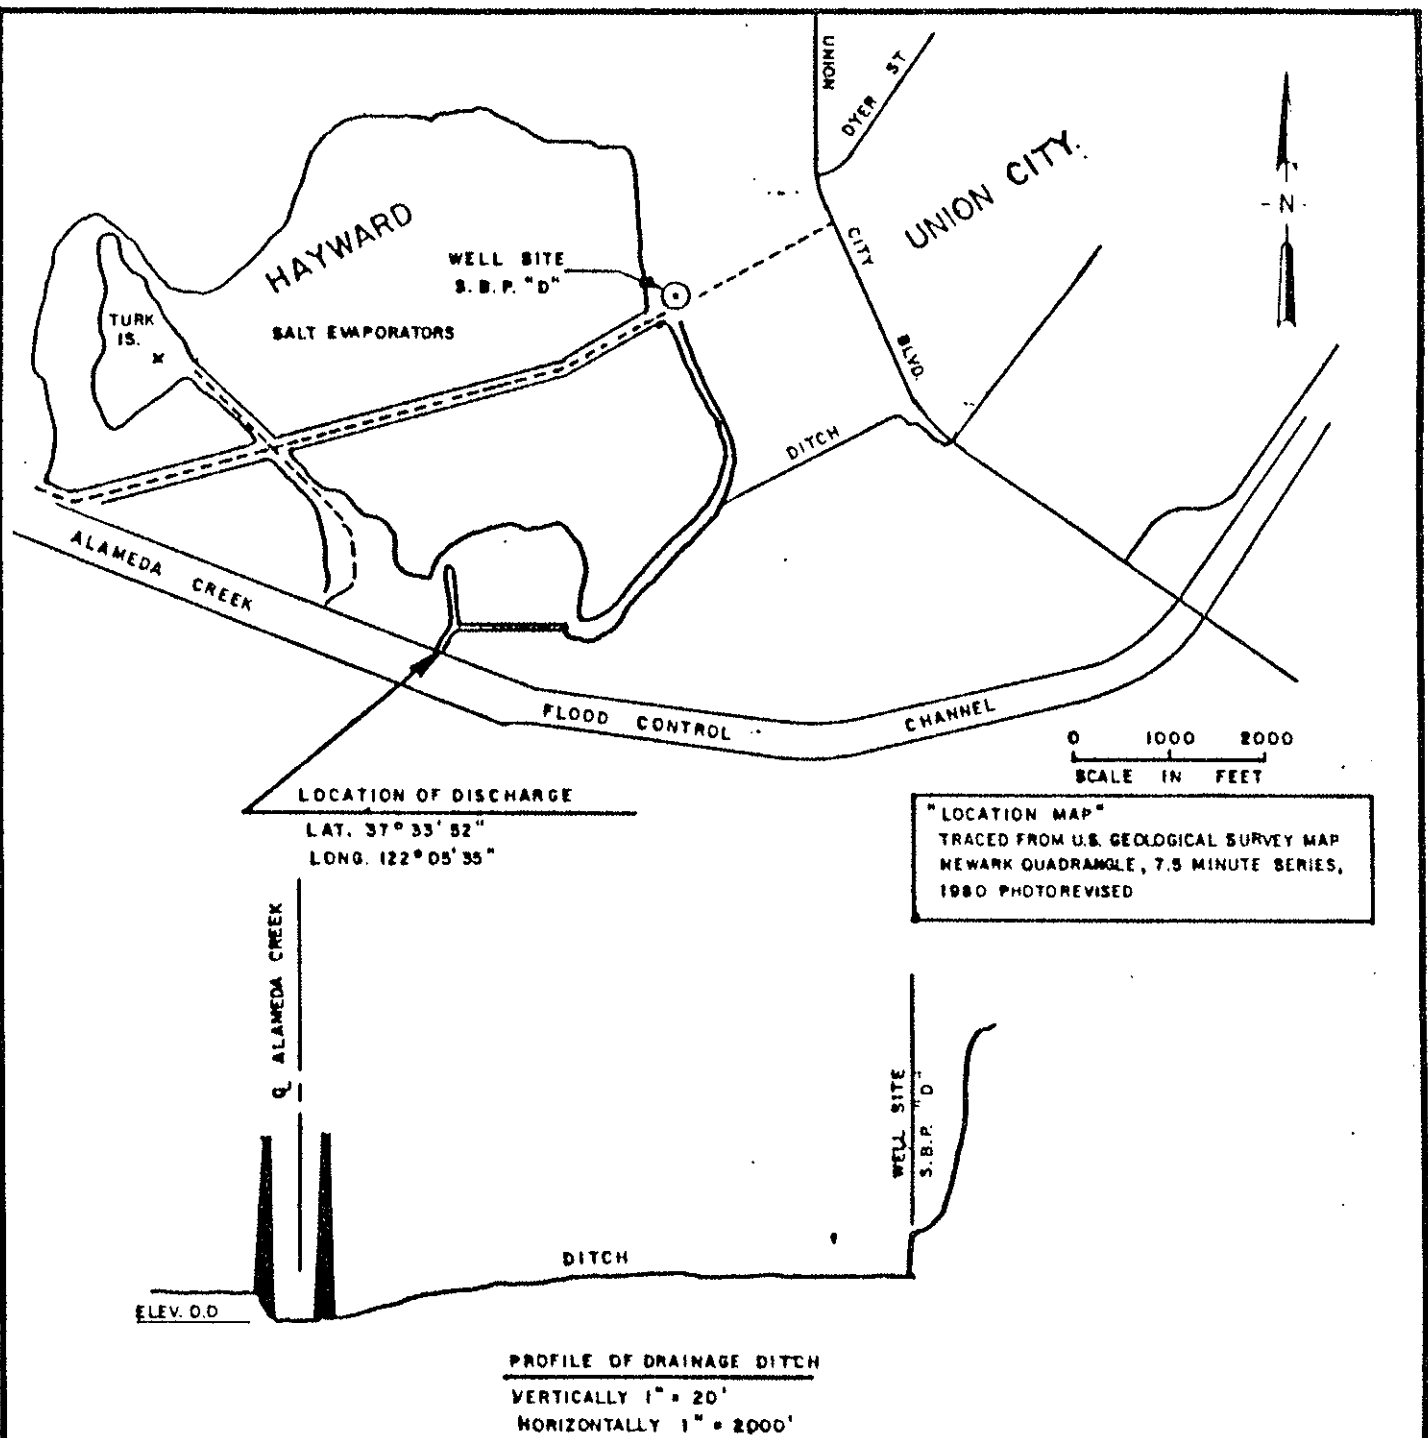 UNION
DYER ST
UNION CITY.
- N -
HAYWARD
WELL SITE
S.B.P. "D"
CITY
TURK
IS.
SALT EVAPORATORS
BLVD.
DITCH
ALAMEDA CREEK
FLOOD CONTROL CHANNEL
0 1000 2000
SCALE IN FEET
LOCATION OF DISCHARGE
LAT. 37° 33' 52"
LONG. 122° 05' 35"
"LOCATION MAP"
TRACED FROM U.S. GEOLOGICAL SURVEY MAP
NEWARK QUADRANGLE, 7.5 MINUTE SERIES,
1980 PHOTOREVISED
℄ ALAMEDA CREEK
WELL SITE
S.B.P. "D"
DITCH
ELEV. 0.0
PROFILE OF DRAINAGE DITCH
VERTICALLY 1" = 20'
HORIZONTALLY 1" = 2000'